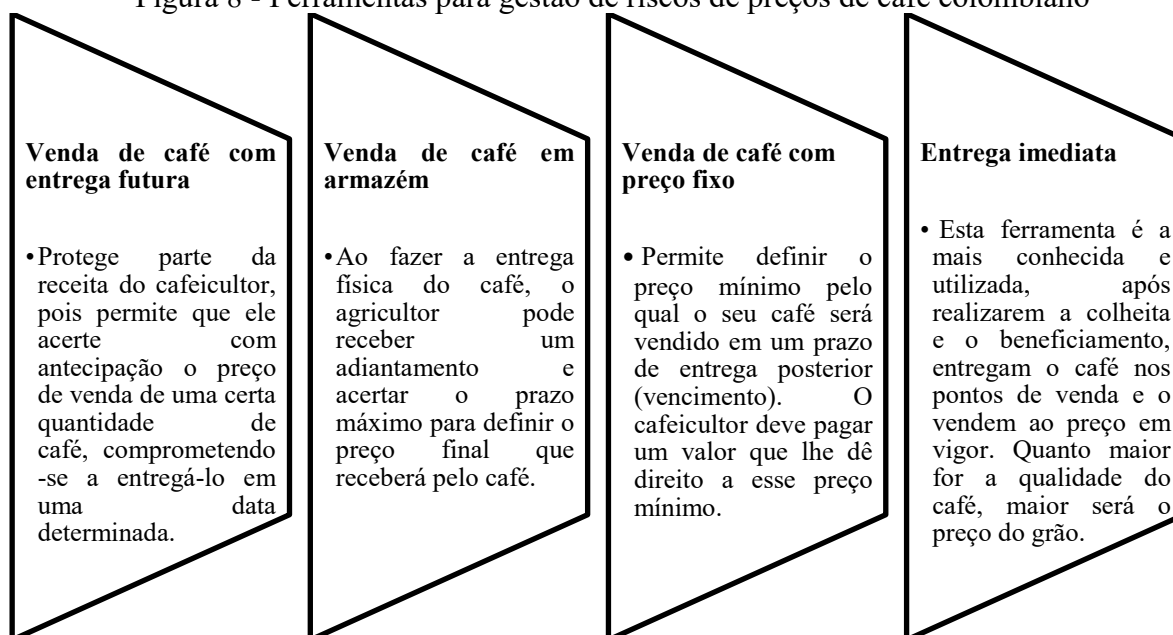 Figura 8 - Ferramentas para gestão de riscos de preços de café colombiano
Venda de café com
entrega futura
•Protege parte da
receita do cafeicultor,
pois permite que ele
acerte com
antecipação o preço
de venda de uma certa
quantidade de
café, comprometendo
-se a entregá-lo em
uma data
determinada.
Venda de café em
armazém
•Ao fazer a entrega
física do café, o
agricultor pode
receber um
adiantamento e
acertar o prazo
máximo para definir o
preço final que
receberá pelo café.
Venda de café com
preço fixo
• Permite definir o
preço mínimo pelo
qual o seu café será
vendido em um prazo
de entrega posterior
(vencimento). O
cafeicultor deve pagar
um valor que lhe dê
direito a esse preço
mínimo.
Entrega imediata
• Esta ferramenta é a
mais conhecida e
utilizada, após
realizarem a colheita
e o beneficiamento,
entregam o café nos
pontos de venda e o
vendem ao preço em
vigor. Quanto maior
for a qualidade do
café, maior será o
preço do grão.